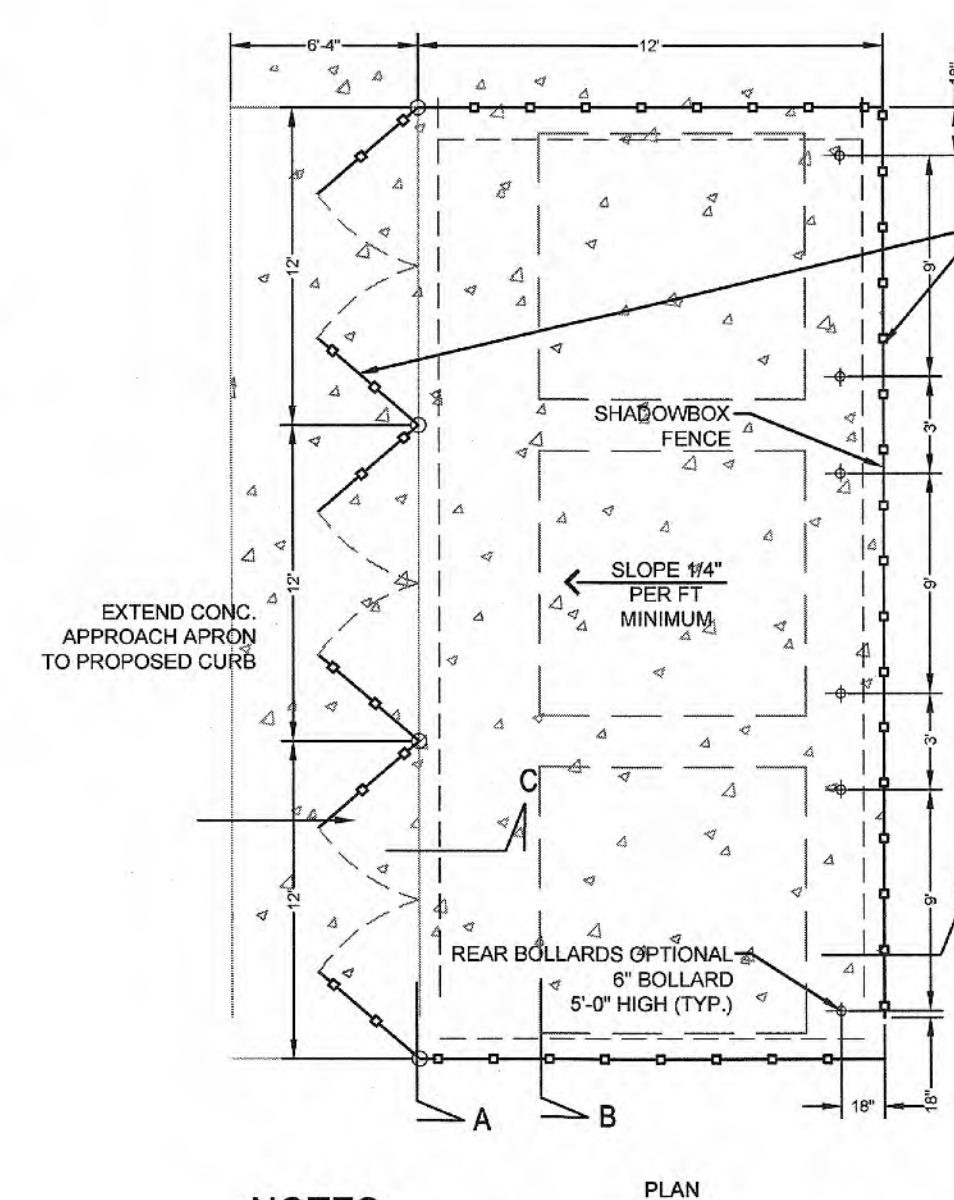 6'-4"
12'
18"
12'
9'
SHADOWBOX
FENCE
3'
12'
SLOPE 1/4"
PER FT
MINIMUM
9'
EXTEND CONC.
APPROACH APRON
TO PROPOSED CURB
3'
C
12'
9'
REAR BOLLARDS OPTIONAL
6" BOLLARD
5'-0" HIGH (TYP.)
A
B
18"
18"
PLAN
NOTES